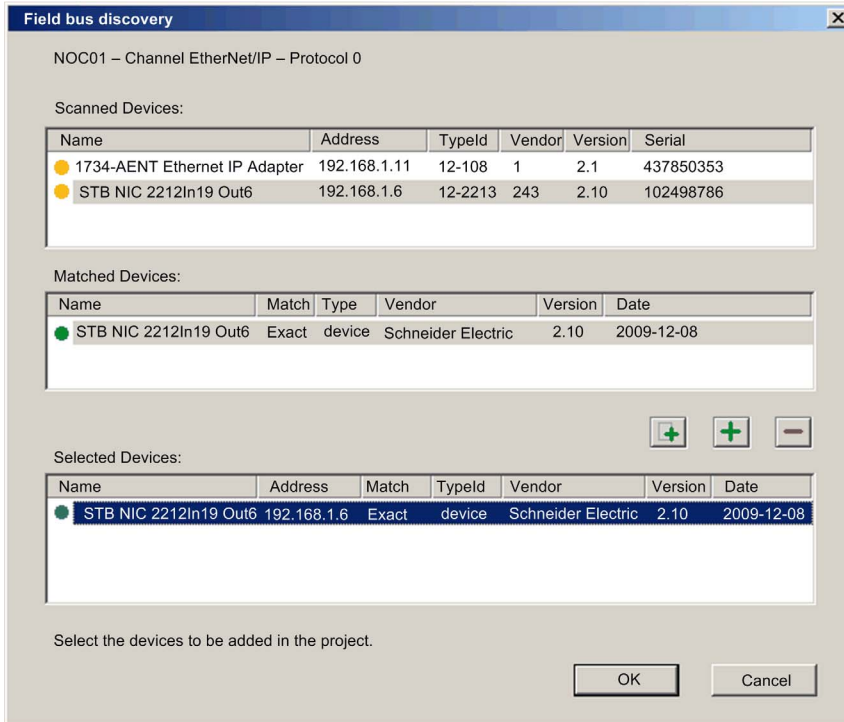 Field bus discovery
NOC01 – Channel EtherNet/IP – Protocol 0
Scanned Devices:
Name Address TypeId Vendor Version Serial
1734-AENT Ethernet IP Adapter 192.168.1.11 12-108 1 2.1 437850353
STB NIC 2212In19 Out6 192.168.1.6 12-2213 243 2.10 102498786
Matched Devices:
Name Match Type Vendor Version Date
STB NIC 2212In19 Out6 Exact device Schneider Electric 2.10 2009-12-08
Selected Devices:
Name Address Match TypeId Vendor Version Date
STB NIC 2212In19 Out6 192.168.1.6 Exact device Schneider Electric 2.10 2009-12-08
Select the devices to be added in the project.
OK Cancel